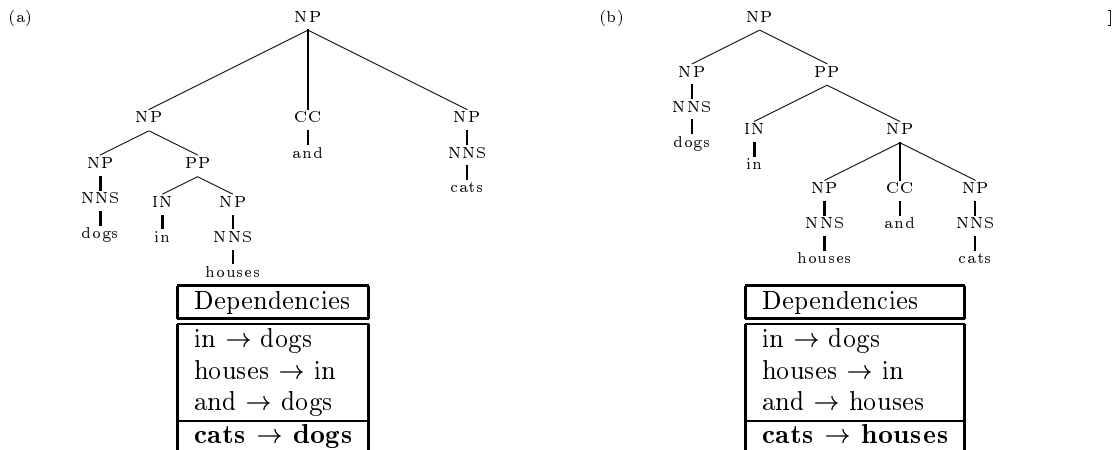 (a) NP
NP CC NP
and
NP PP
NNS
cats
NNS IN NP
dogs in NNS
houses
Dependencies
in → dogs
houses → in
and → dogs
cats → dogs
(b) NP
NP PP
NNS
dogs
IN NP
in
NP CC NP
NNS and NNS
houses cats
Dependencies
in → dogs
houses → in
and → houses
cats → houses